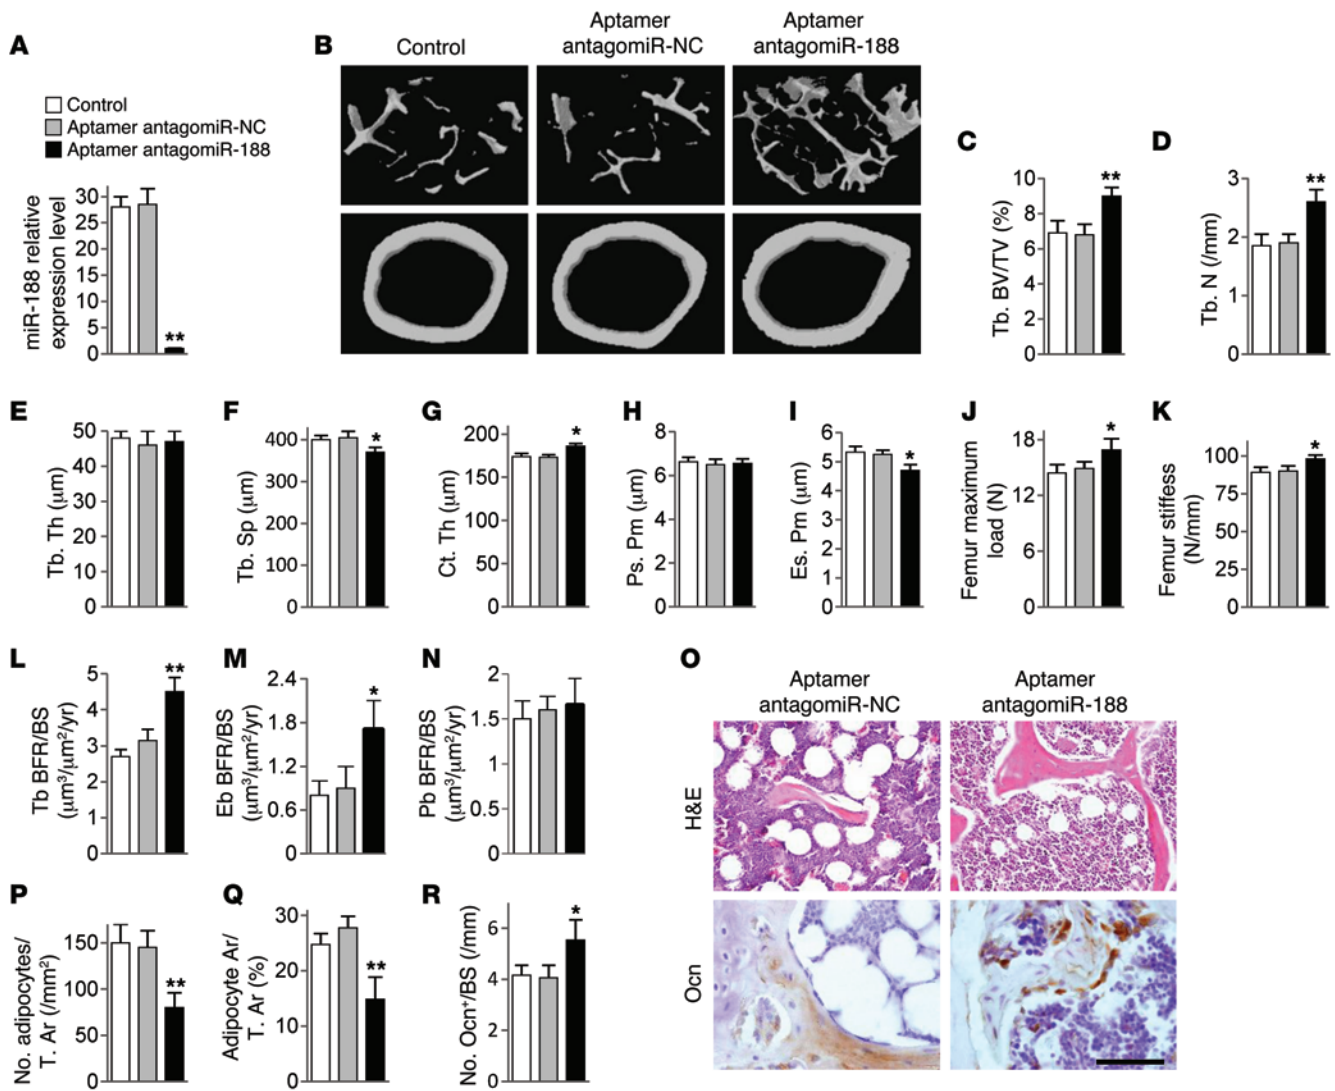 A
Control
Aptamer antagomiR-NC
Aptamer antagomiR-188
miR-188 relative
expression level
30
25
20
15
10
5
0
**
B
Control
Aptamer
antagomiR-NC
Aptamer
antagomiR-188
C
Tb. BV/TV (%)
10
8
6
4
2
0
**
D
Tb. N (/mm)
3
2
1
0
**
E
Tb. Th (μm)
50
40
30
20
10
0
F
Tb. Sp (μm)
400
300
200
100
0
*
G
Ct. Th (μm)
200
150
100
50
0
*
H
Ps. Pm (μm)
8
6
4
2
0
I
Es. Pm (μm)
6
5
4
3
2
1
0
*
J
Femur maximum
load (N)
18
12
6
0
*
K
Femur stiffess
(N/mm)
100
75
50
25
0
*
L
Tb BFR/BS
(μm³/μm²/yr)
5
4
3
2
1
0
**
M
Eb BFR/BS
(μm³/μm²/yr)
2.4
1.8
1.2
0.6
0
*
N
Pb BFR/BS
(μm³/μm²/yr)
2
1.5
1
0.5
0
O
Aptamer
antagomiR-NC
Aptamer
antagomiR-188
H&E
Ocn
P
No. adipocytes/
T. Ar (/mm²)
150
100
50
0
**
Q
Adipocyte Ar/
T. Ar (%)
30
20
10
0
**
R
No. Ocn⁺/BS (/mm)
6
4
2
0
*